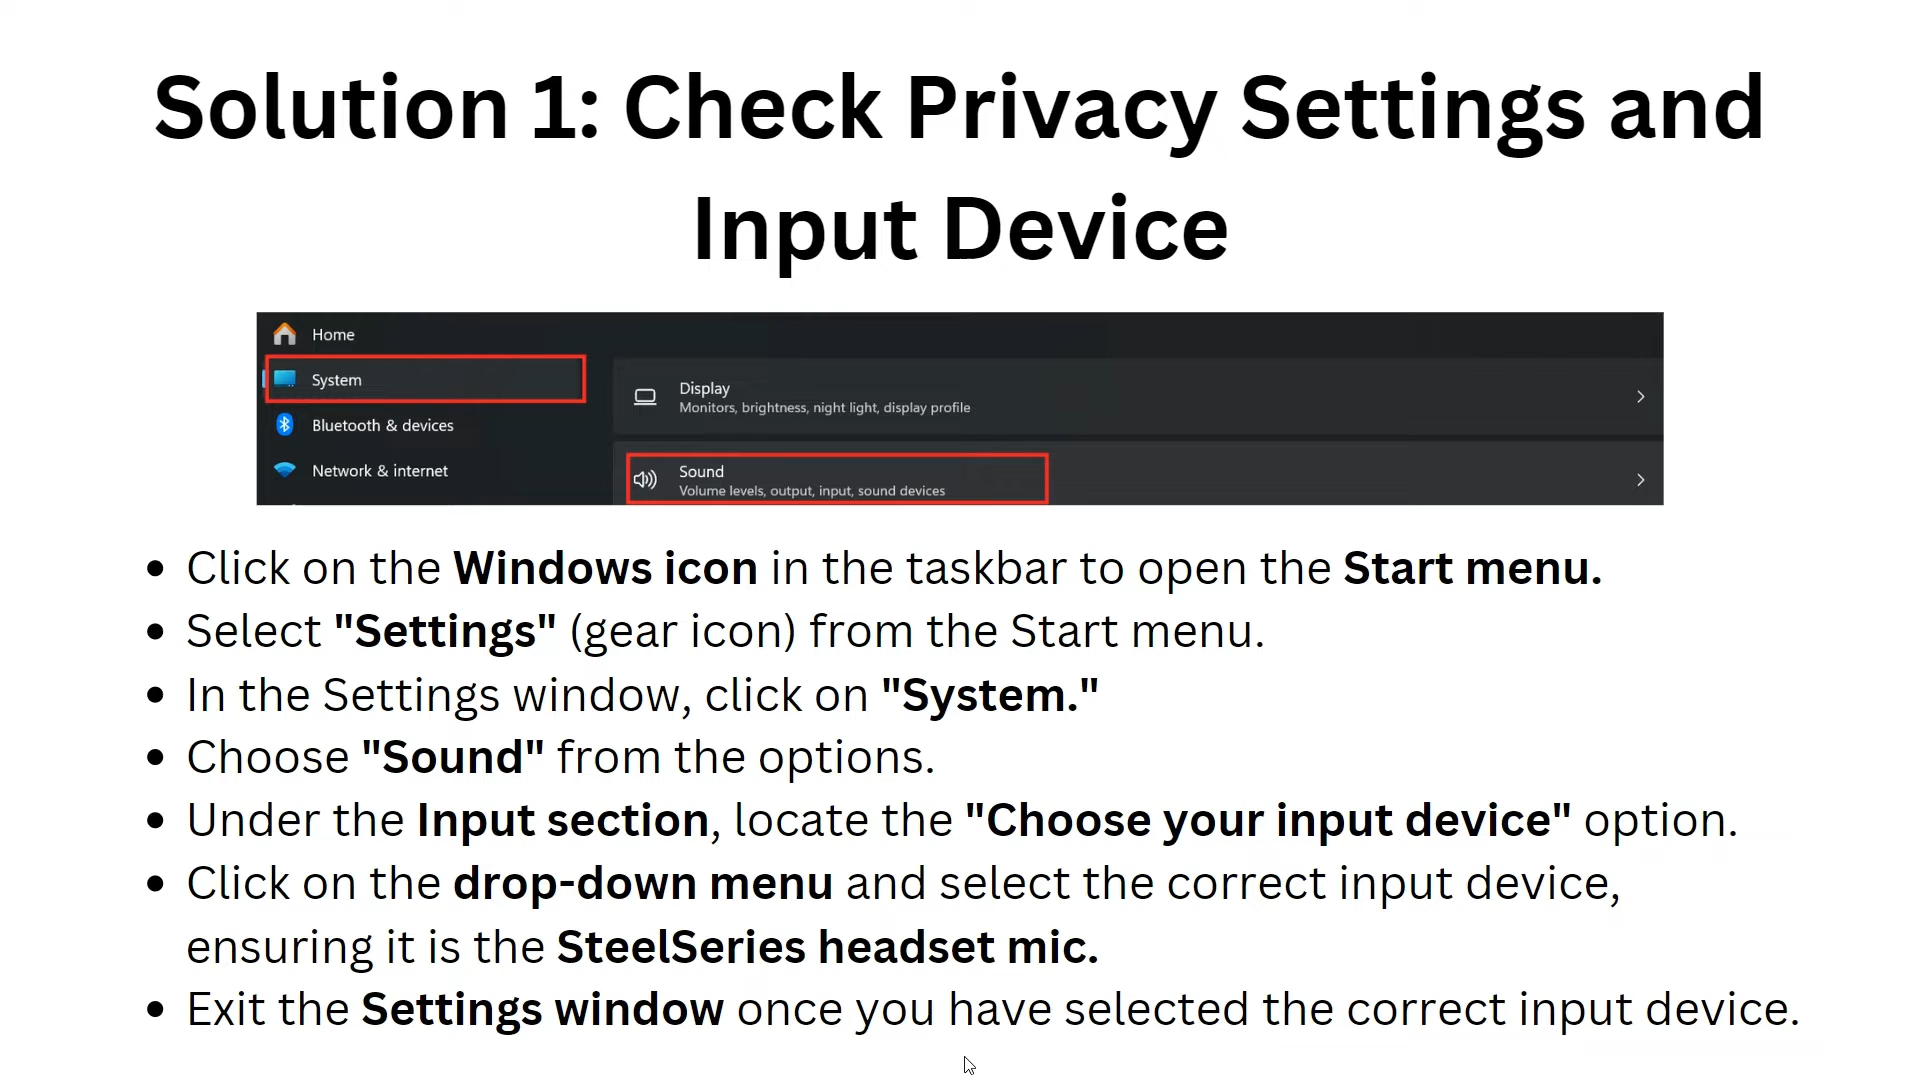 Solution 1: Check Privacy Settings and
Input Device
Home
System
Bluetooth & devices
Network & internet
Display
Monitors, brightness, night light, display profile
Sound
Volume levels, output, input, sound devices
• Click on the Windows icon in the taskbar to open the Start menu.
• Select "Settings" (gear icon) from the Start menu.
• In the Settings window, click on "System."
• Choose "Sound" from the options.
• Under the Input section, locate the "Choose your input device" option.
• Click on the drop-down menu and select the correct input device,
ensuring it is the SteelSeries headset mic.
• Exit the Settings window once you have selected the correct input device.